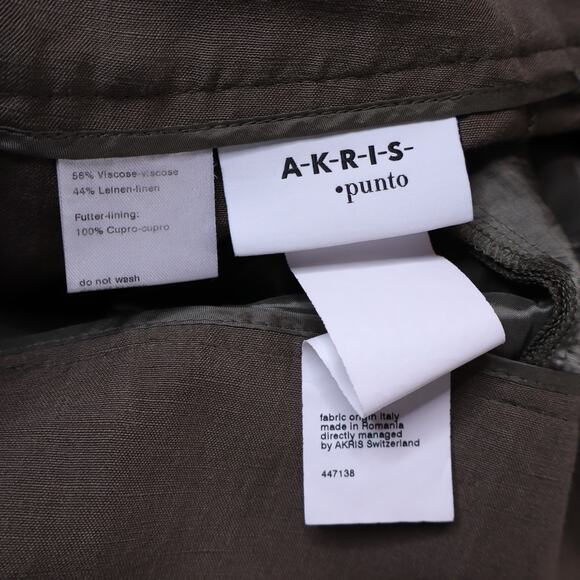 56% Viscose-viscose
44% Leinen-linen
Futter-lining:
100% Cupro-cupro
do not wash
A-K-R-I-S-
•punto
fabric origin Italy
made in Romania
directly managed
by AKRIS Switzerland
447138